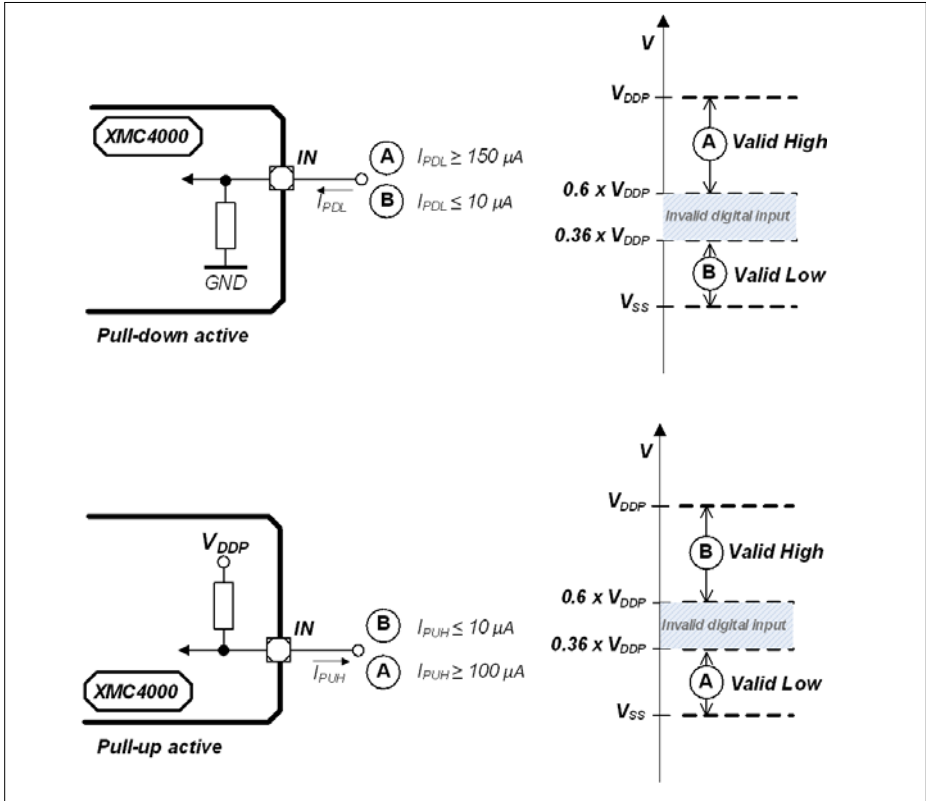 V
V_DDP
XMC4000
IN
A I_PDL ≥ 150 μA
A Valid High
I_PDL
B I_PDL ≤ 10 μA
0.6 x V_DDP
Invalid digital input
0.36 x V_DDP
GND
B Valid Low
V_SS
Pull-down active
V
V_DDP
V_DDP
B Valid High
IN
B I_PUH ≤ 10 μA
0.6 x V_DDP
Invalid digital input
I_PUH
A I_PUH ≥ 100 μA
0.36 x V_DDP
XMC4000
A Valid Low
V_SS
Pull-up active